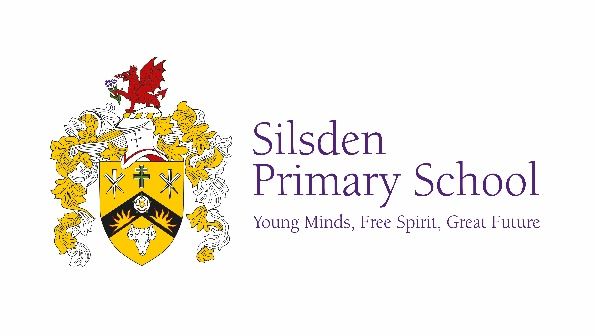 Silsden
Primary School
Young Minds, Free Spirit, Great Future